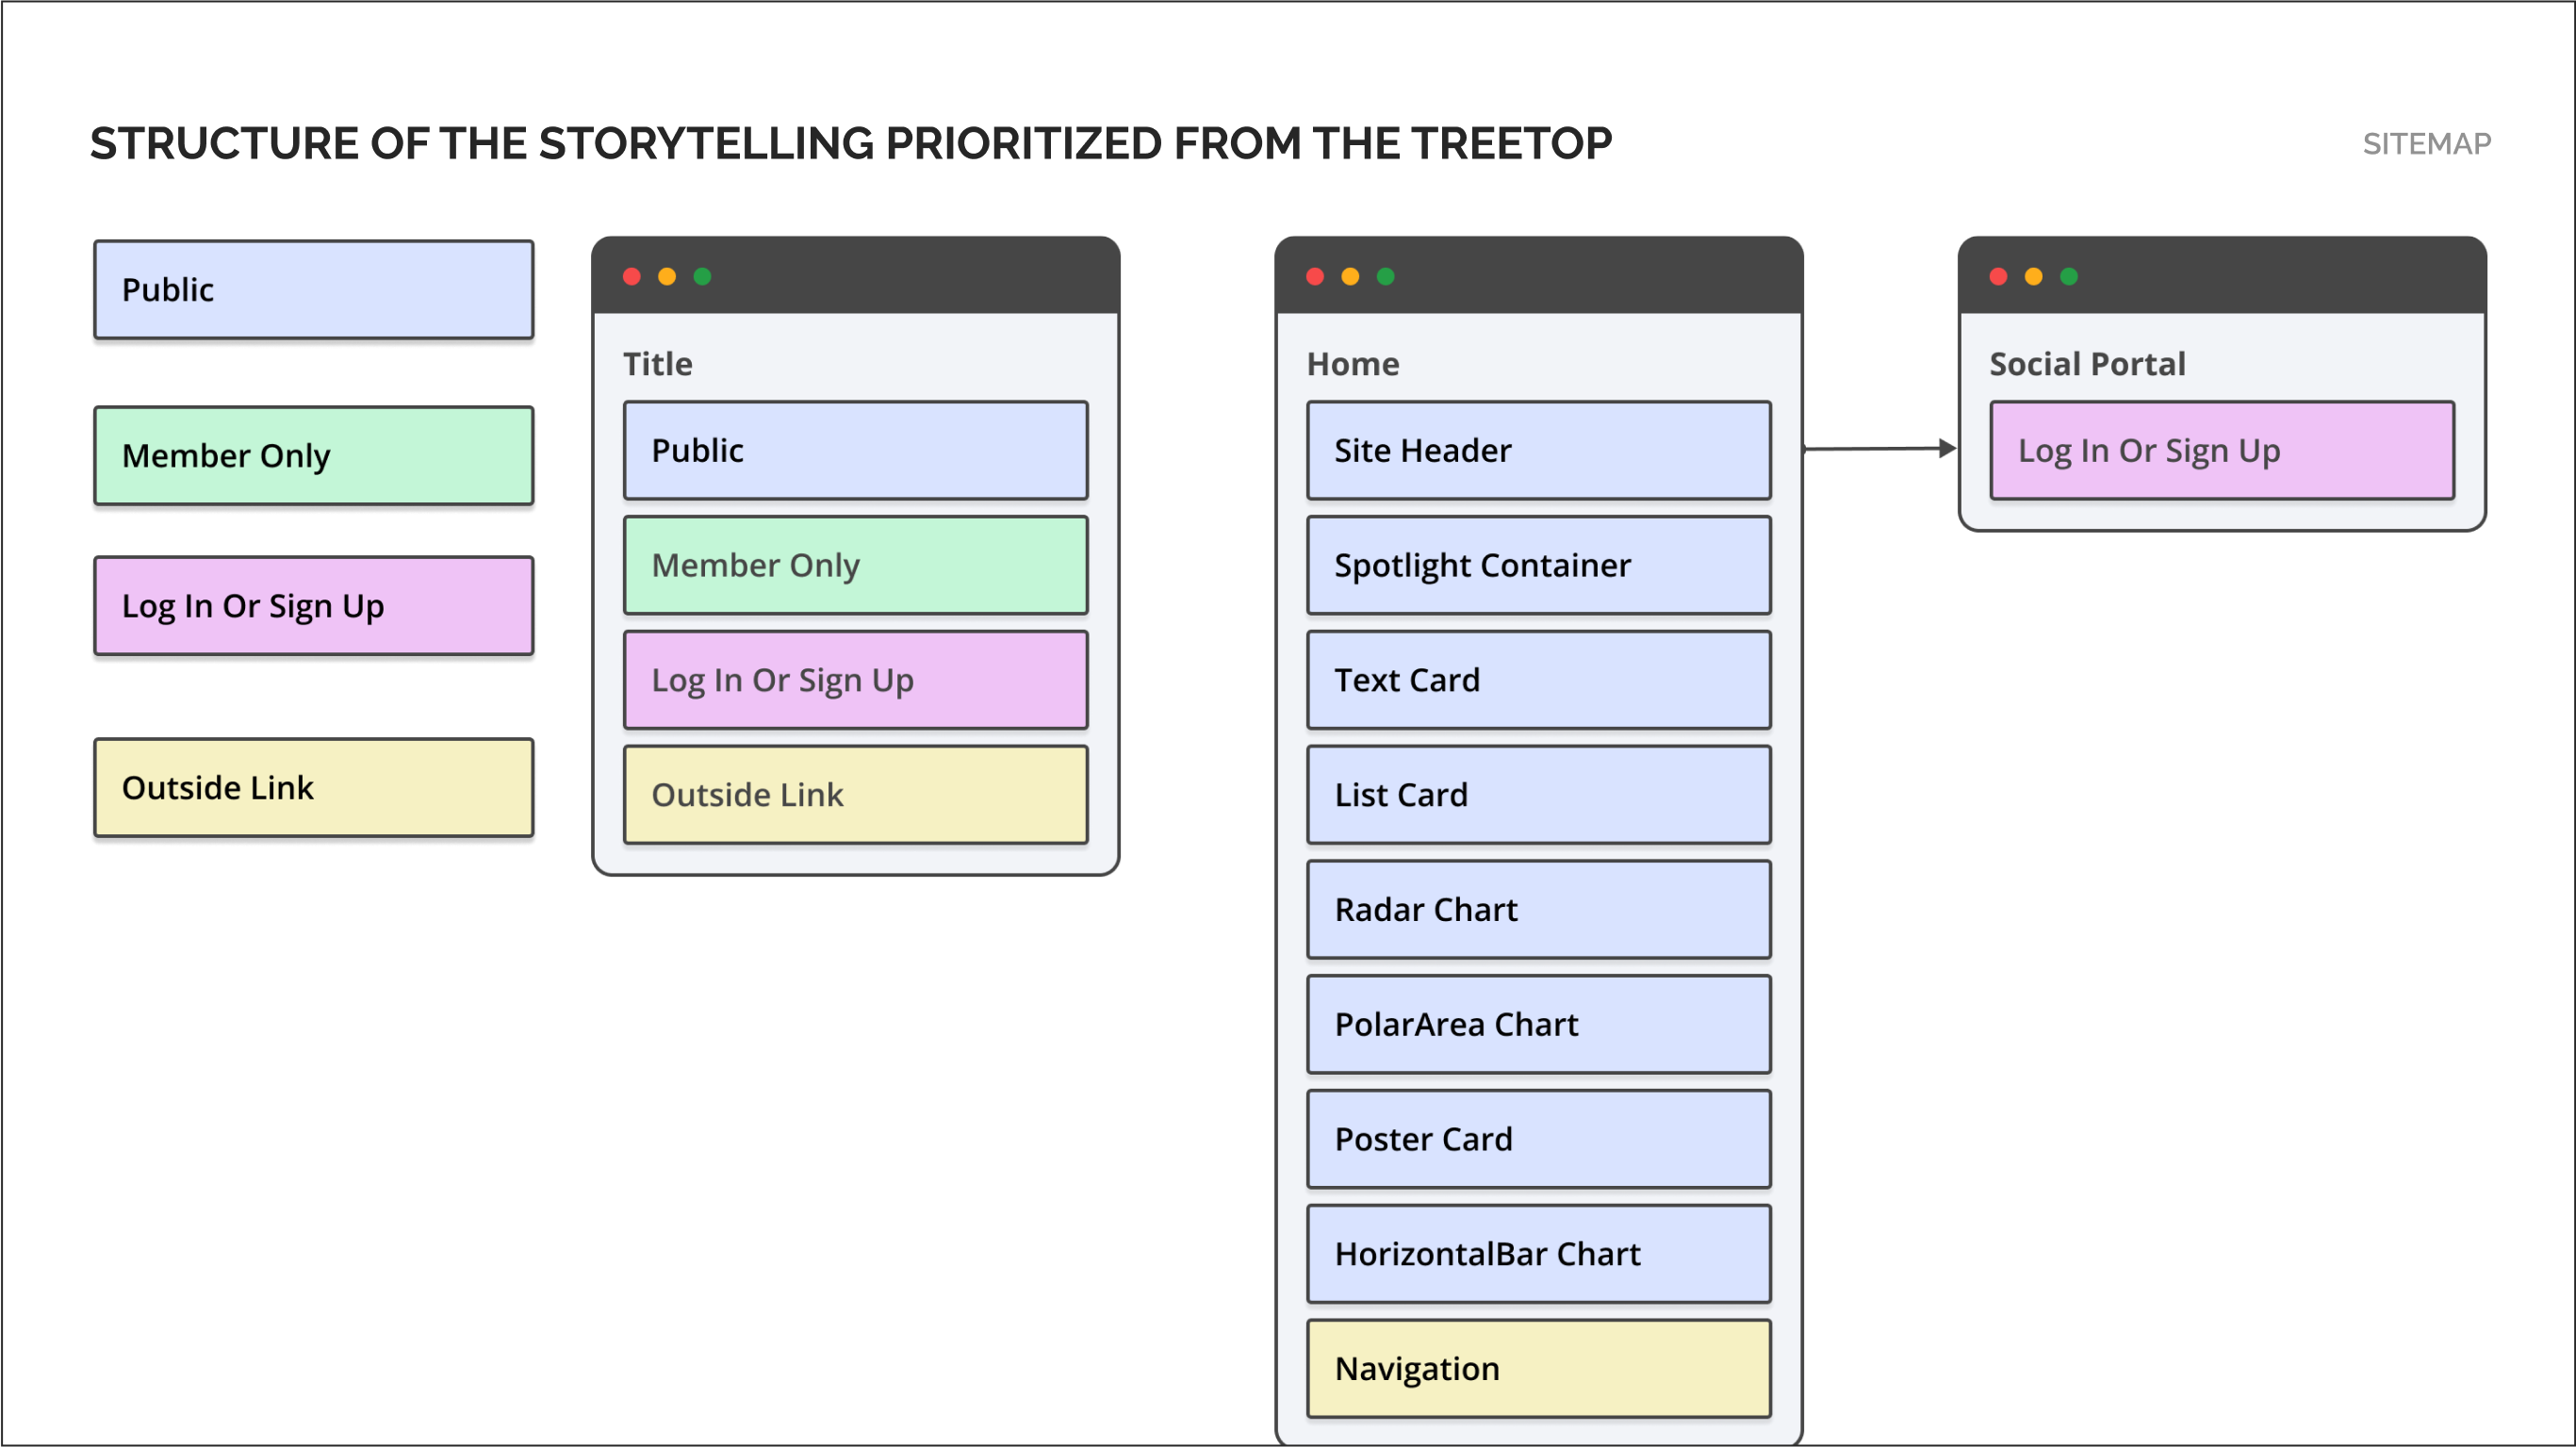 STRUCTURE OF THE STORYTELLING PRIORITIZED FROM THE TREETOP
SITEMAP
Public
Member Only
Log In Or Sign Up
Outside Link
Title
Public
Member Only
Log In Or Sign Up
Outside Link
Home
Site Header
Spotlight Container
Text Card
List Card
Radar Chart
PolarArea Chart
Poster Card
HorizontalBar Chart
Navigation
Social Portal
Log In Or Sign Up